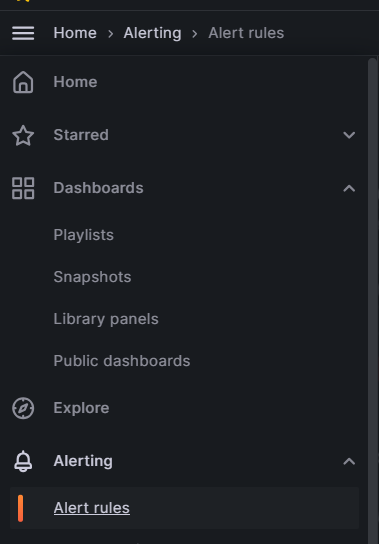 Home › Alerting › Alert rules
Home
Starred
Dashboards
Playlists
Snapshots
Library panels
Public dashboards
Explore
Alerting
Alert rules